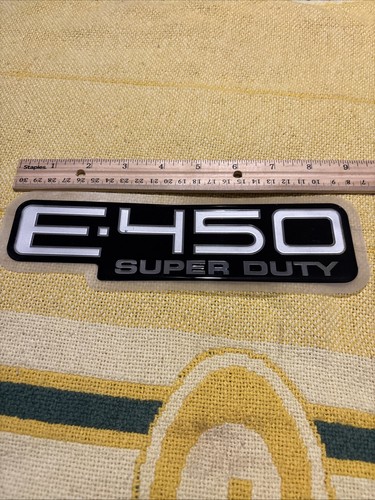 Staples. 1 2 3 4 5 6 7 8 9
30 29 28 27 26 25 24 23 22 21 20 19 18 17 16 15 14 13 12 11 10 9 8 7
E-450
SUPER DUTY